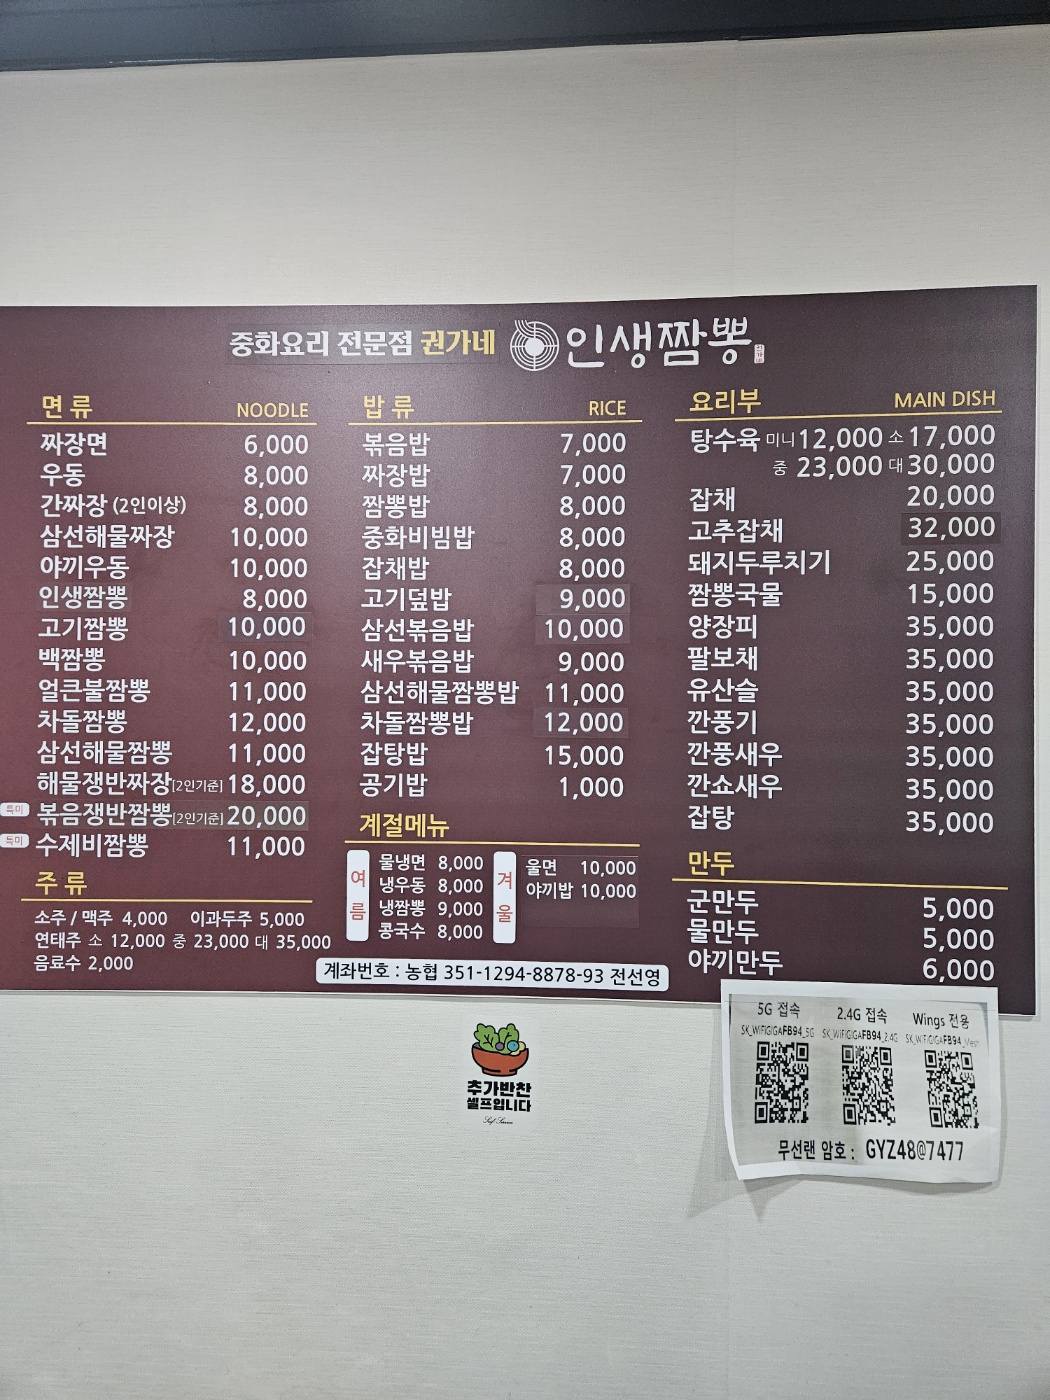 중화요리 전문점 권가네 인생짬뽕
면류 NOODLE
짜장면 6,000
우동 8,000
간짜장 (2인이상) 8,000
삼선해물짜장 10,000
야끼우동 10,000
인생짬뽕 8,000
고기짬뽕 10,000
백짬뽕 10,000
얼큰불짬뽕 11,000
차돌짬뽕 12,000
삼선해물짬뽕 11,000
해물쟁반짜장[2인기준] 18,000
특미 볶음쟁반짬뽕[2인기준] 20,000
특미 수제비짬뽕 11,000
주류
소주 / 맥주 4,000 이과두주 5,000
연태주 소 12,000 중 23,000 대 35,000
음료수 2,000
밥류 RICE
볶음밥 7,000
짜장밥 7,000
짬뽕밥 8,000
중화비빔밥 8,000
잡채밥 8,000
고기덮밥 9,000
삼선볶음밥 10,000
새우볶음밥 9,000
삼선해물짬뽕밥 11,000
차돌짬뽕밥 12,000
잡탕밥 15,000
공기밥 1,000
계절메뉴
여름
물냉면 8,000
냉우동 8,000
냉짬뽕 9,000
콩국수 8,000
겨울
울면 10,000
야끼밥 10,000
요리부 MAIN DISH
탕수육 미니 12,000 소 17,000
중 23,000 대 30,000
잡채 20,000
고추잡채 32,000
돼지두루치기 25,000
짬뽕국물 15,000
양장피 35,000
팔보채 35,000
유산슬 35,000
깐풍기 35,000
깐풍새우 35,000
깐쇼새우 35,000
잡탕 35,000
만두
군만두 5,000
물만두 5,000
야끼만두 6,000
계좌번호 : 농협 351-1294-8878-93 전선영
추가반찬
셀프입니다
5G 접속 2.4G 접속 Wings 전용
SK_WiFiGIGAFB94_5G SK_WiFiGIGAFB94_2.4G SK_WiFiGIGAFB94_Mesh
무선랜 암호 : GYZ48@7477